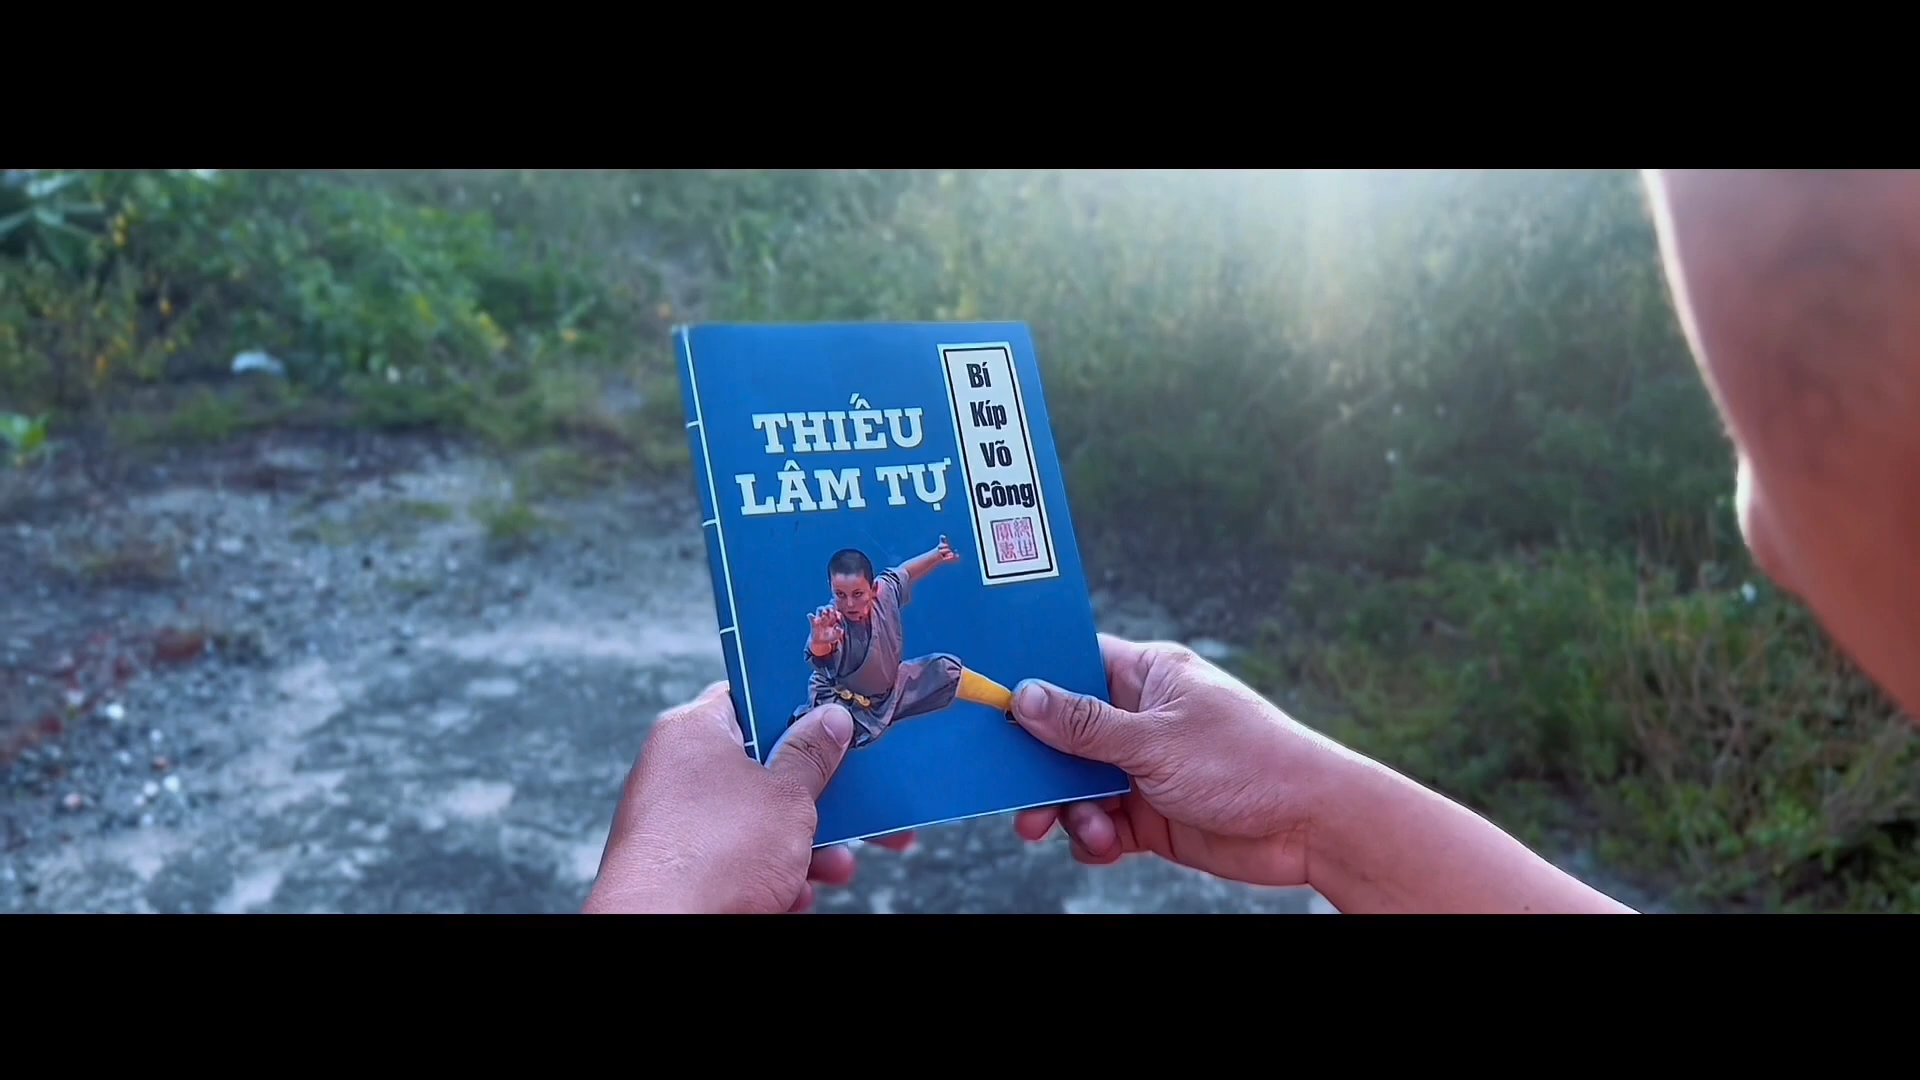 THIẾU
LÂM TỰ
Bí
Kíp
Võ
Công